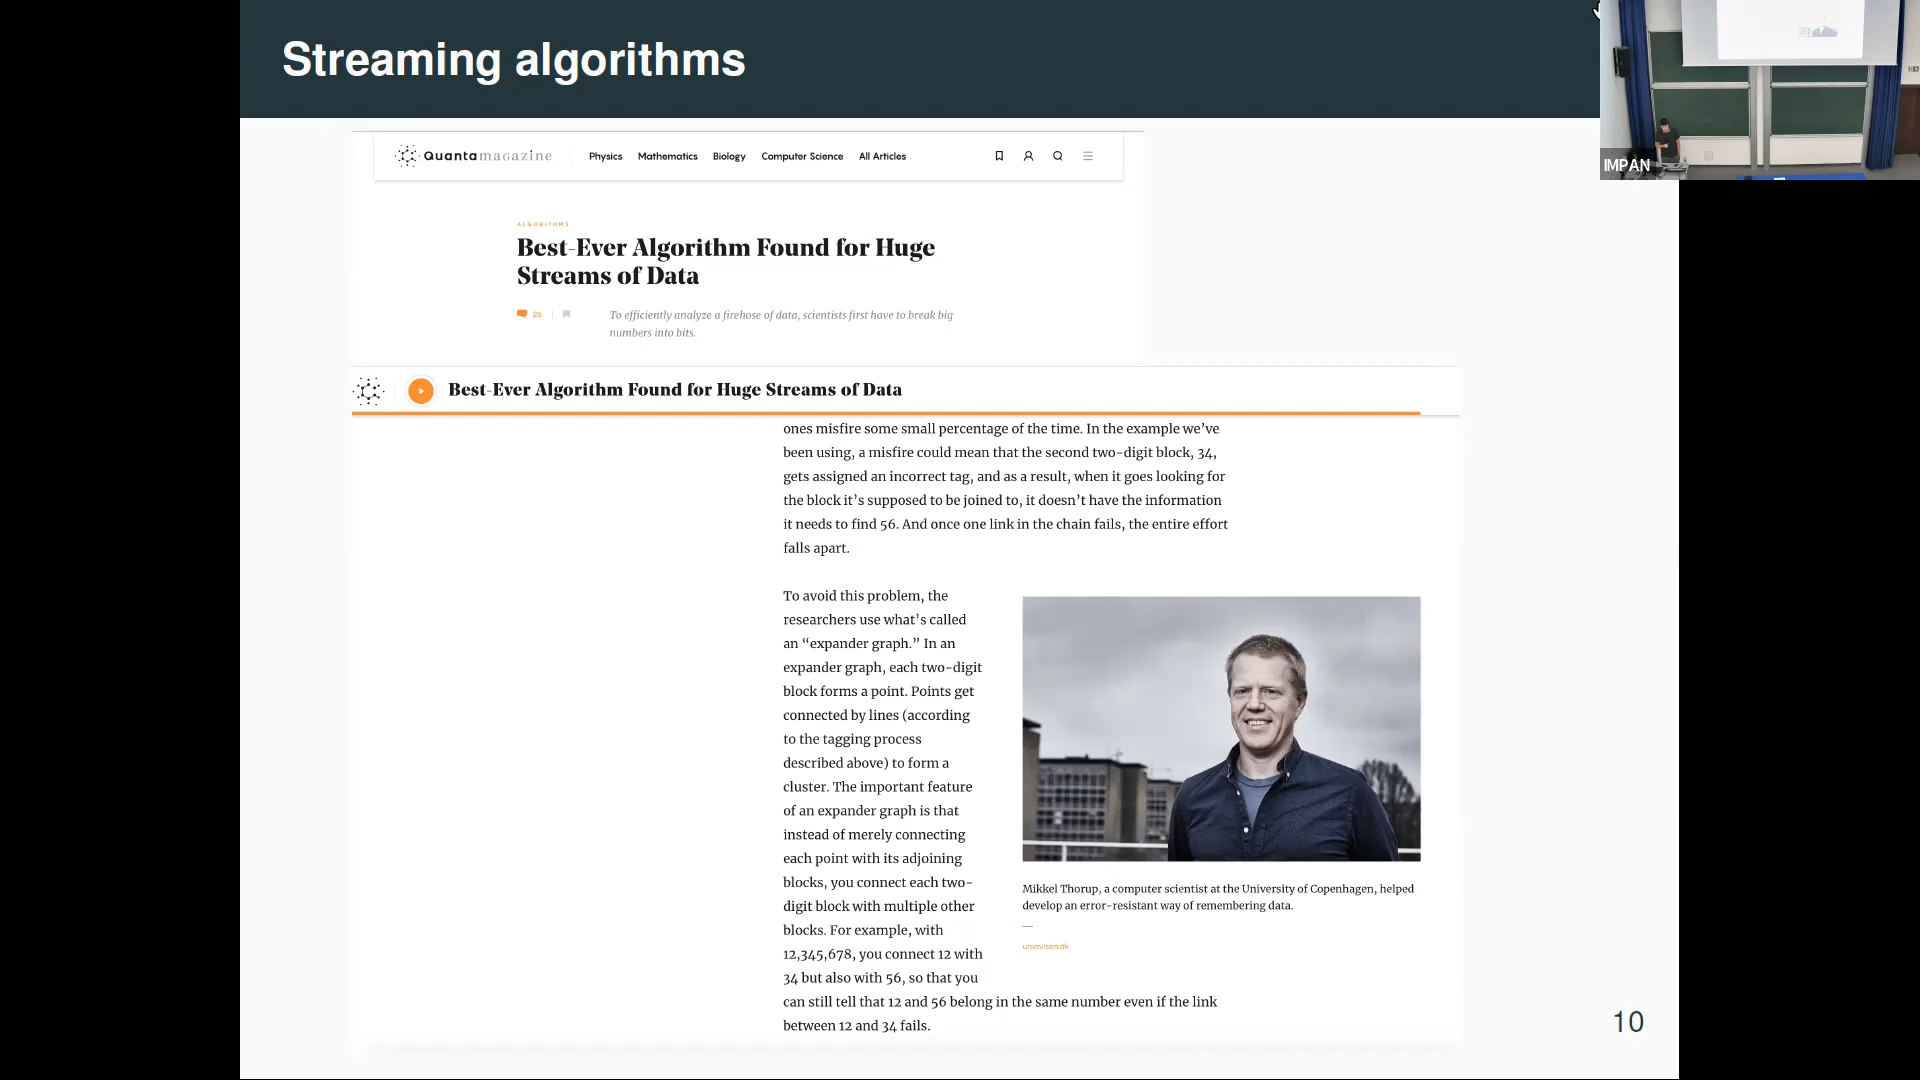 Streaming algorithms
IMPAN
Quantamagazine
Physics Mathematics Biology Computer Science All Articles
ALGORITHMS
Best-Ever Algorithm Found for Huge
Streams of Data
26
To efficiently analyze a firehose of data, scientists first have to break big
numbers into bits.
Best-Ever Algorithm Found for Huge Streams of Data
ones misfire some small percentage of the time. In the example we’ve
been using, a misfire could mean that the second two-digit block, 34,
gets assigned an incorrect tag, and as a result, when it goes looking for
the block it’s supposed to be joined to, it doesn’t have the information
it needs to find 56. And once one link in the chain fails, the entire effort
falls apart.
To avoid this problem, the
researchers use what’s called
an “expander graph.” In an
expander graph, each two-digit
block forms a point. Points get
connected by lines (according
to the tagging process
described above) to form a
cluster. The important feature
of an expander graph is that
instead of merely connecting
each point with its adjoining
blocks, you connect each two-
digit block with multiple other
blocks. For example, with
12,345,678, you connect 12 with
34 but also with 56, so that you
can still tell that 12 and 56 belong in the same number even if the link
between 12 and 34 fails.
Mikkel Thorup, a computer scientist at the University of Copenhagen, helped
develop an error-resistant way of remembering data.
—
uniavisen.dk
10